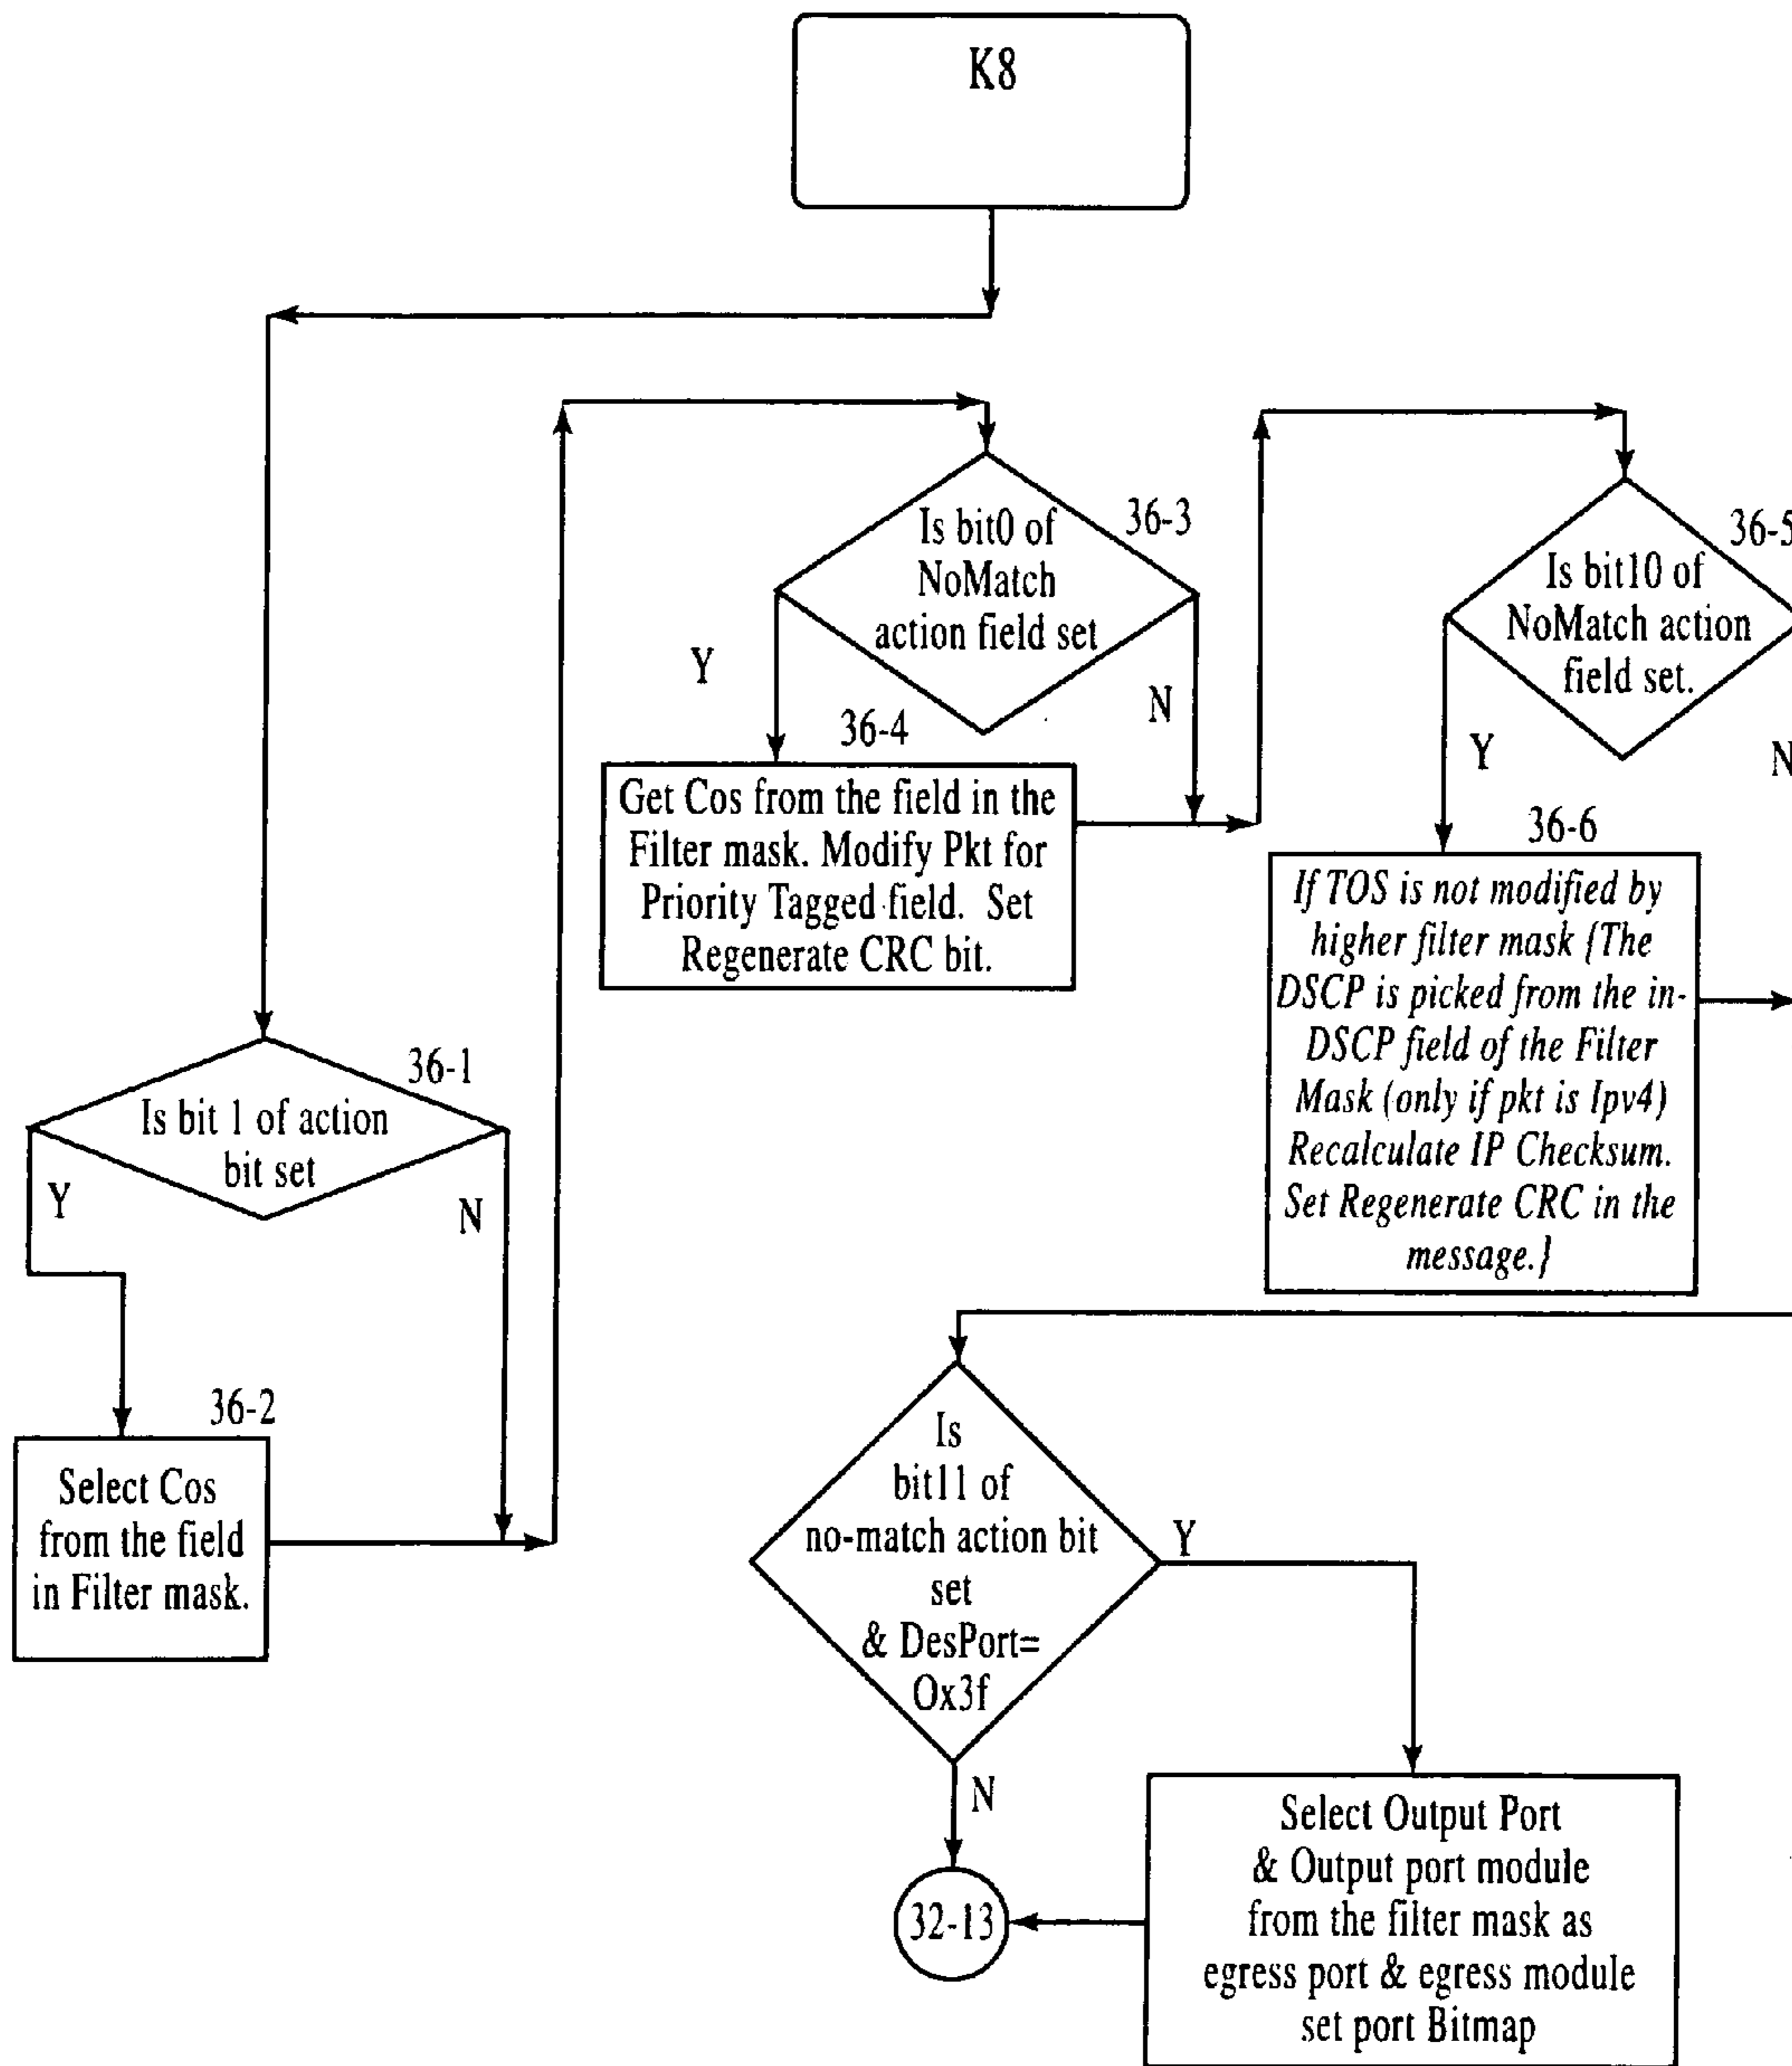 K8
36-3
Is bit0 of
NoMatch
action field set
Y
N
36-5
Is bit10 of
NoMatch action
field set.
Y
N
36-4
Get Cos from the field in the
Filter mask. Modify Pkt for
Priority Tagged field. Set
Regenerate CRC bit.
36-6
If TOS is not modified by
higher filter mask {The
DSCP is picked from the in-
DSCP field of the Filter
Mask (only if pkt is Ipv4)
Recalculate IP Checksum.
Set Regenerate CRC in the
message.}
36-1
Is bit 1 of action
bit set
Y
N
36-2
Select Cos
from the field
in Filter mask.
Is
bit11 of
no-match action bit
set
& DesPort=
Ox3f
Y
N
32-13
Select Output Port
& Output port module
from the filter mask as
egress port & egress module
set port Bitmap